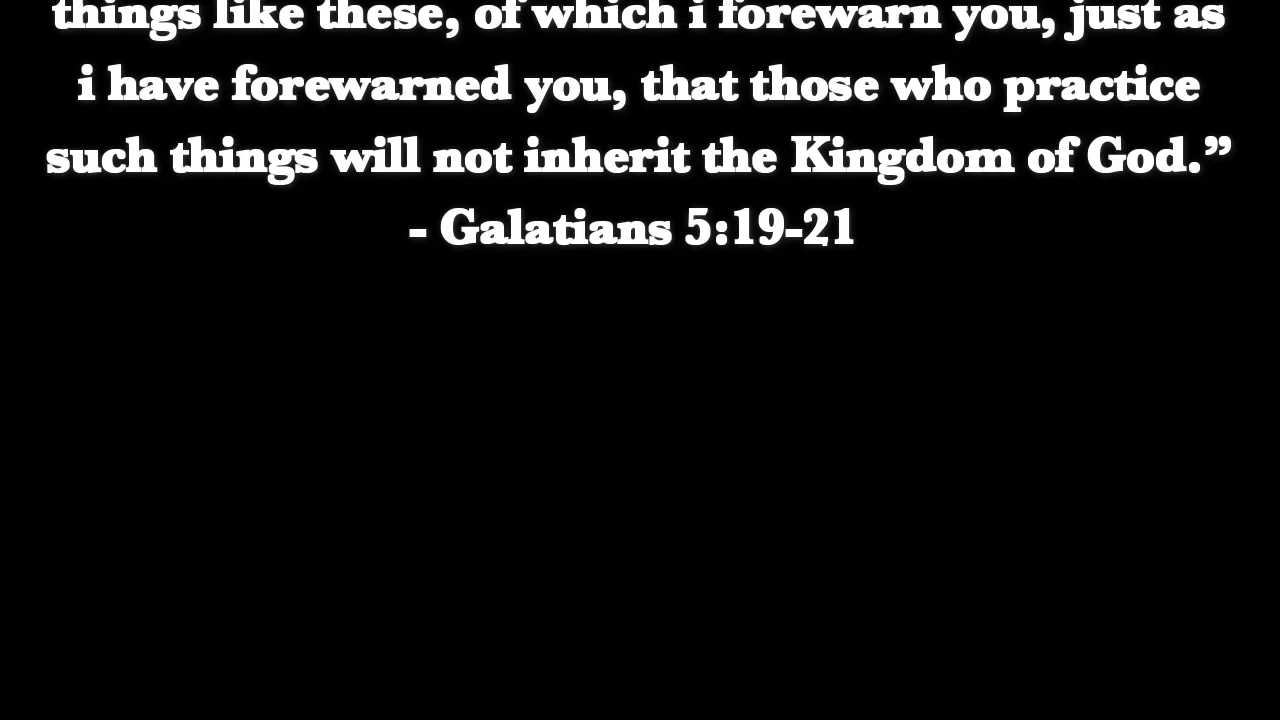 things like these, of which i forewarn you, just as
i have forewarned you, that those who practice
such things will not inherit the Kingdom of God.”
- Galatians 5:19-21